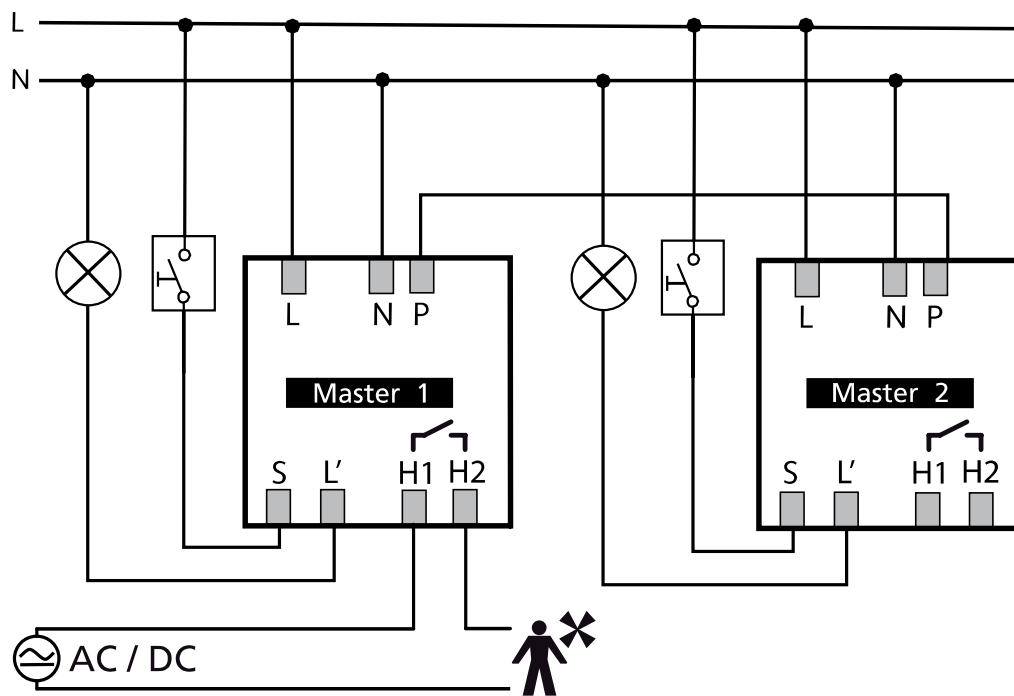 L
N
L N P L N P
Master 1 Master 2
S L′ H1 H2 S L′ H1 H2
AC / DC